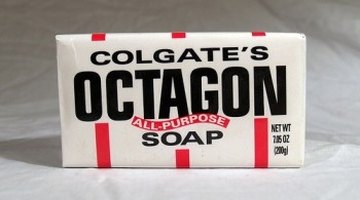 COLGATE'S
OCTAGON
ALL-PURPOSE
SOAP
NET WT
7.05 OZ
(200g)